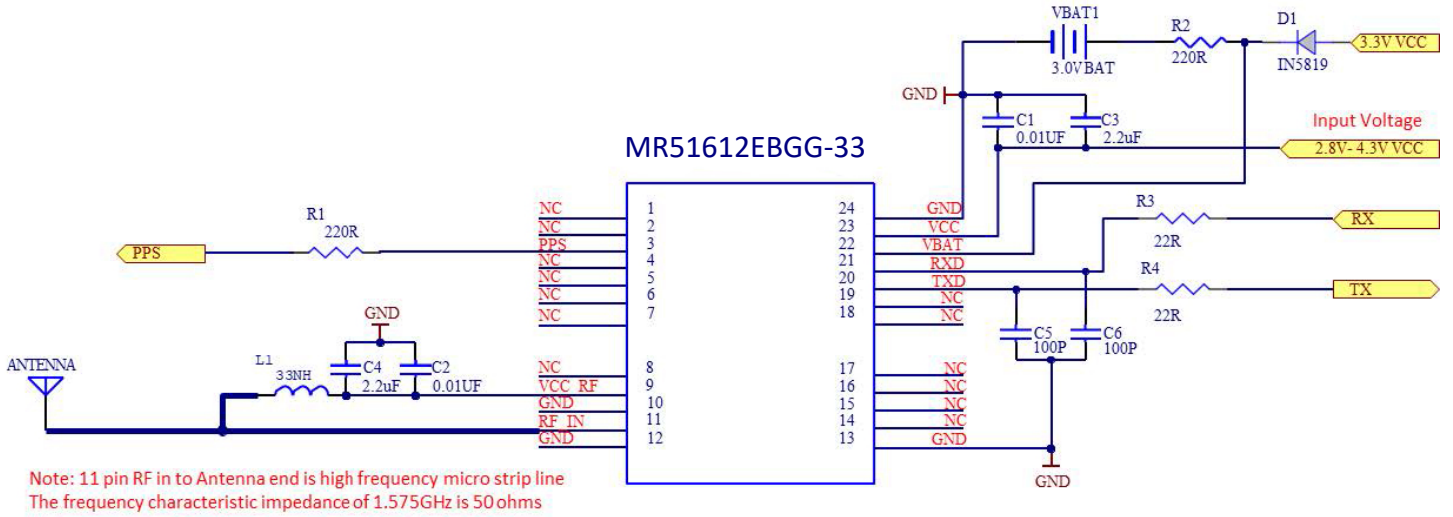 VBAT1
R2
D1
3.3V VCC
3.0VBAT
220R
IN5819
GND
C1
0.01UF
C3
2.2uF
Input Voltage
2.8V- 4.3V VCC
MR51612EBGG-33
R1
220R
PPS
NC
NC
PPS
NC
NC
NC
NC
1
2
3
4
5
6
7
24
23
22
21
20
19
18
GND
VCC
VBAT
RXD
TXD
NC
NC
R3
22R
RX
R4
22R
TX
C5
100P
C6
100P
GND
ANTENNA
L1
33NH
C4
2.2uF
C2
0.01UF
NC
VCC RF
GND
RF IN
GND
8
9
10
11
12
17
16
15
14
13
NC
NC
NC
NC
GND
GND
Note: 11 pin RF in to Antenna end is high frequency micro strip line
The frequency characteristic impedance of 1.575GHz is 50 ohms